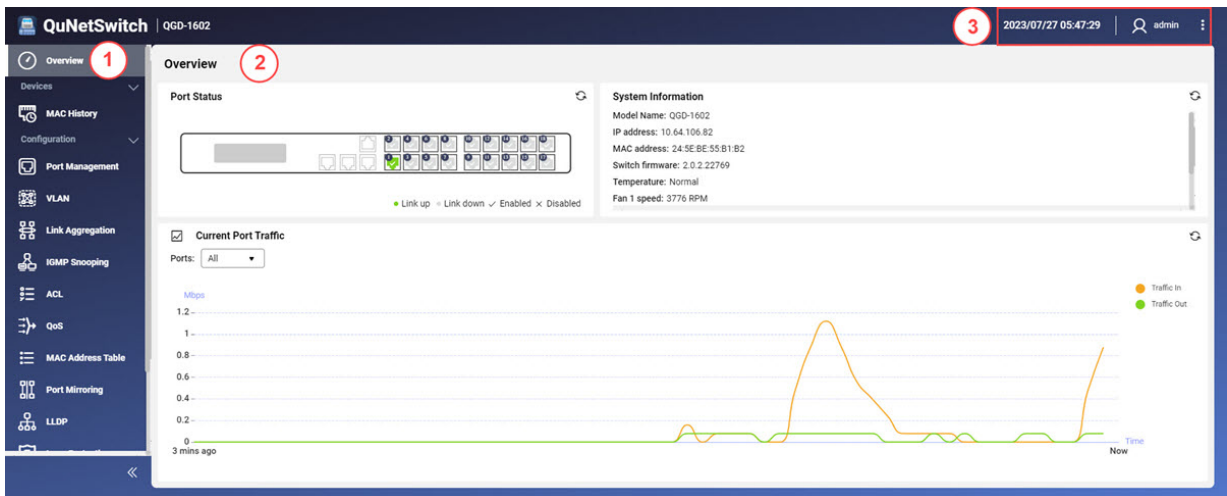 QuNetSwitch | QGD-1602
3
2023/07/27 05:47:29
admin
Overview
1
Devices
MAC History
Configuration
Port Management
VLAN
Link Aggregation
IGMP Snooping
ACL
QoS
MAC Address Table
Port Mirroring
LLDP
Overview
2
Port Status
Link up Link down Enabled Disabled
System Information
Model Name: QGD-1602
IP address: 10.64.106.82
MAC address: 24:5E:BE:55:B1:B2
Switch firmware: 2.0.2.22769
Temperature: Normal
Fan 1 speed: 3776 RPM
Current Port Traffic
Ports: All
Mbps
Traffic In
Traffic Out
1.2
1
0.8
0.6
0.4
0.2
0
Time
3 mins ago
Now